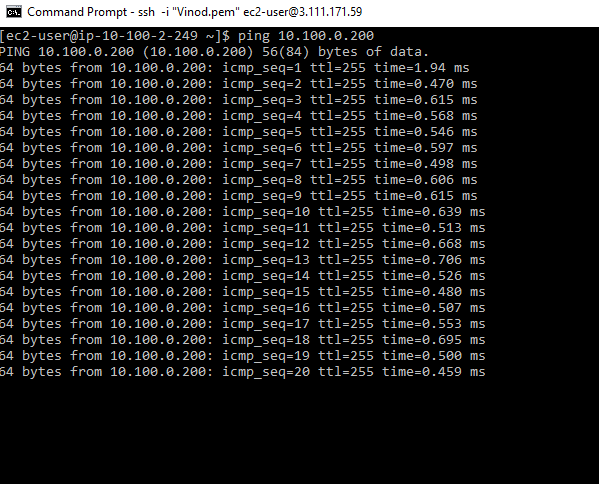 Command Prompt - ssh -i "Vinod.pem" ec2-user@3.111.171.59
[ec2-user@ip-10-100-2-249 ~]$ ping 10.100.0.200
PING 10.100.0.200 (10.100.0.200) 56(84) bytes of data.
64 bytes from 10.100.0.200: icmp_seq=1 ttl=255 time=1.94 ms
64 bytes from 10.100.0.200: icmp_seq=2 ttl=255 time=0.470 ms
64 bytes from 10.100.0.200: icmp_seq=3 ttl=255 time=0.615 ms
64 bytes from 10.100.0.200: icmp_seq=4 ttl=255 time=0.568 ms
64 bytes from 10.100.0.200: icmp_seq=5 ttl=255 time=0.546 ms
64 bytes from 10.100.0.200: icmp_seq=6 ttl=255 time=0.597 ms
64 bytes from 10.100.0.200: icmp_seq=7 ttl=255 time=0.498 ms
64 bytes from 10.100.0.200: icmp_seq=8 ttl=255 time=0.606 ms
64 bytes from 10.100.0.200: icmp_seq=9 ttl=255 time=0.615 ms
64 bytes from 10.100.0.200: icmp_seq=10 ttl=255 time=0.639 ms
64 bytes from 10.100.0.200: icmp_seq=11 ttl=255 time=0.513 ms
64 bytes from 10.100.0.200: icmp_seq=12 ttl=255 time=0.668 ms
64 bytes from 10.100.0.200: icmp_seq=13 ttl=255 time=0.706 ms
64 bytes from 10.100.0.200: icmp_seq=14 ttl=255 time=0.526 ms
64 bytes from 10.100.0.200: icmp_seq=15 ttl=255 time=0.480 ms
64 bytes from 10.100.0.200: icmp_seq=16 ttl=255 time=0.507 ms
64 bytes from 10.100.0.200: icmp_seq=17 ttl=255 time=0.553 ms
64 bytes from 10.100.0.200: icmp_seq=18 ttl=255 time=0.695 ms
64 bytes from 10.100.0.200: icmp_seq=19 ttl=255 time=0.500 ms
64 bytes from 10.100.0.200: icmp_seq=20 ttl=255 time=0.459 ms